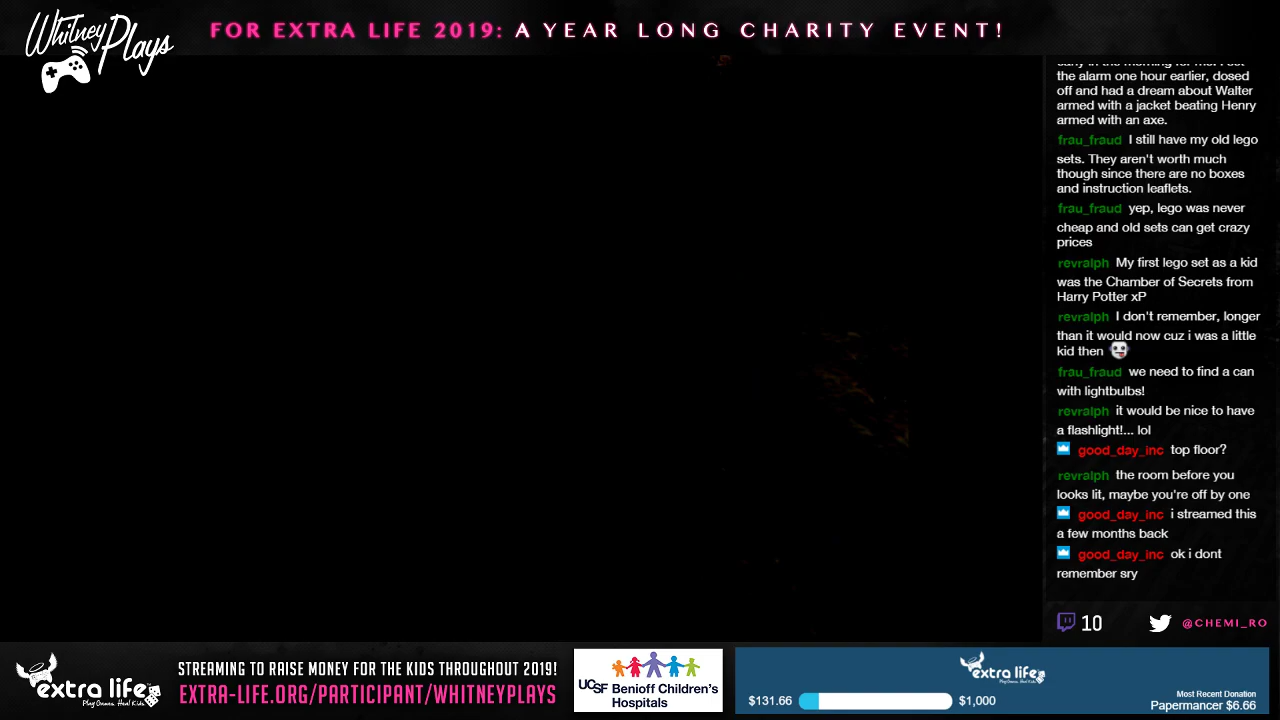 Whitney Plays
FOR EXTRA LIFE 2019: A YEAR LONG CHARITY EVENT!
the alarm one hour earlier, dosed
off and had a dream about Walter
armed with a jacket beating Henry
armed with an axe.
frau_fraud I still have my old lego
sets. They aren't worth much
though since there are no boxes
and instruction leaflets.
frau_fraud yep, lego was never
cheap and old sets can get crazy
prices
revralph My first lego set as a kid
was the Chamber of Secrets from
Harry Potter xP
revralph I don't remember, longer
than it would now cuz i was a little
kid then
frau_fraud we need to find a can
with lightbulbs!
revralph it would be nice to have
a flashlight!... lol
good_day_inc top floor?
revralph the room before you
looks lit, maybe you're off by one
good_day_inc i streamed this
a few months back
good_day_inc ok i dont
remember sry
10 @CHEMI_RO
extra life
Play Games. Heal Kids.
STREAMING TO RAISE MONEY FOR THE KIDS THROUGHOUT 2019!
EXTRA-LIFE.ORG/PARTICIPANT/WHITNEYPLAYS
UCSF Benioff Children's
Hospitals
extra life
Play Games. Heal Kids.
$131.66 $1,000
Most Recent Donation
Papermancer $6.66